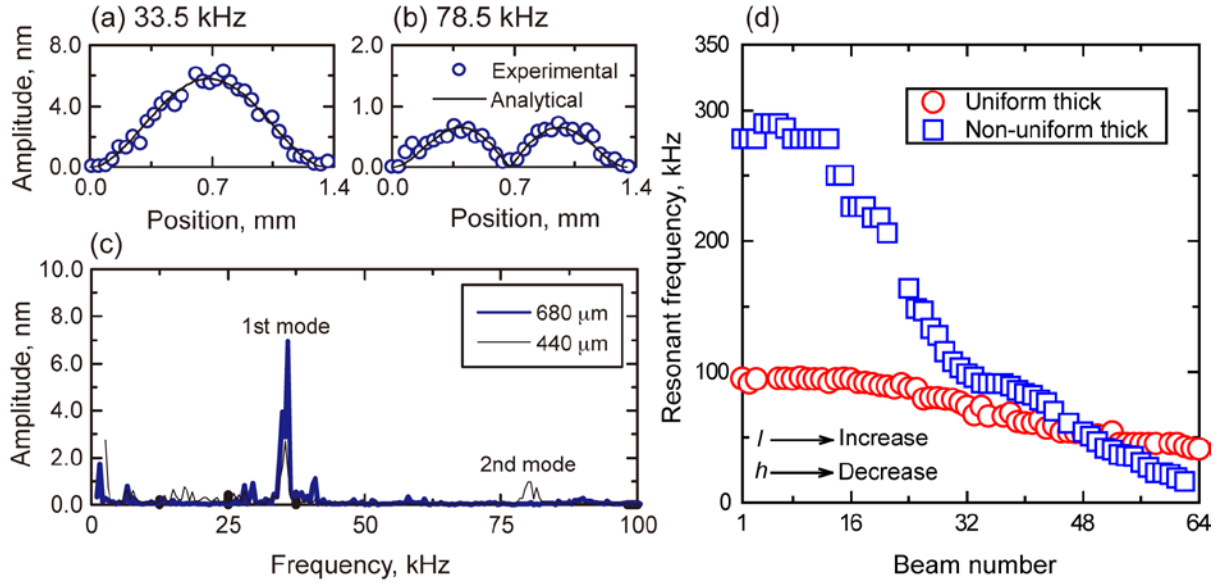 (a) 33.5 kHz
Amplitude, nm
8.0
6.0
4.0
2.0
0.0
0.0 0.7 1.4
Position, mm
(b) 78.5 kHz
2.0
1.5
1.0
0.5
0.0
Experimental
Analytical
0.0 0.7 1.4
Position, mm
(c)
Amplitude, nm
10.0
8.0
6.0
4.0
2.0
0.0
1st mode
2nd mode
680 μm
440 μm
0 25 50 75 100
Frequency, kHz
(d)
Resonant frequency, kHz
350
300
250
200
150
100
50
0
Uniform thick
Non-uniform thick
l Increase
h Decrease
1 16 32 48 64
Beam number